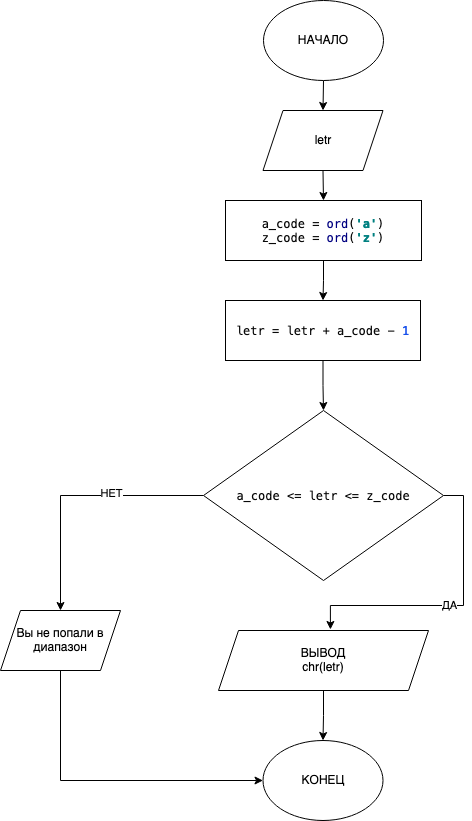 НАЧАЛО
letr
a_code = ord('a')
z_code = ord('z')
letr = letr + a_code – 1
a_code <= letr <= z_code
НЕТ
ДА
Вы не попали в
диапазон
ВЫВОД
chr(letr)
КОНЕЦ